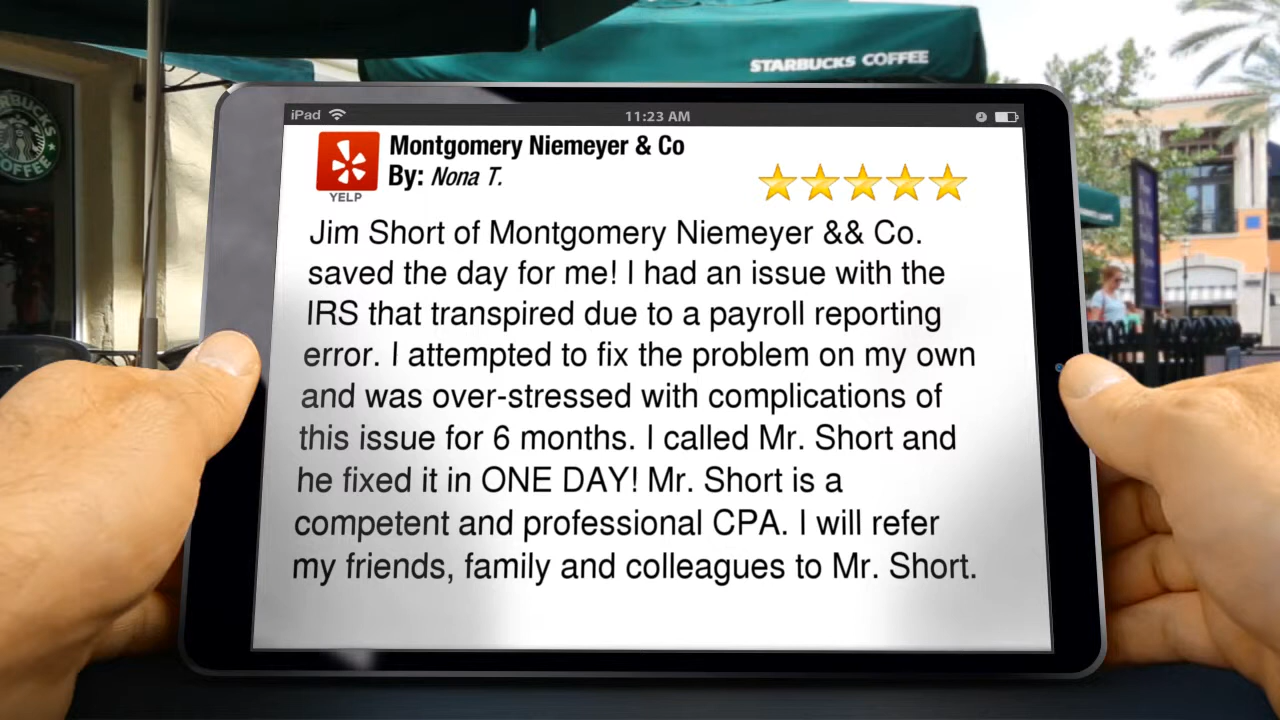 STARBUCKS COFFEE
iPad 11:23 AM
Montgomery Niemeyer & Co
By: Nona T.
YELP
Jim Short of Montgomery Niemeyer && Co.
saved the day for me! I had an issue with the
IRS that transpired due to a payroll reporting
error. I attempted to fix the problem on my own
and was over-stressed with complications of
this issue for 6 months. I called Mr. Short and
he fixed it in ONE DAY! Mr. Short is a
competent and professional CPA. I will refer
my friends, family and colleagues to Mr. Short.
OFFEE